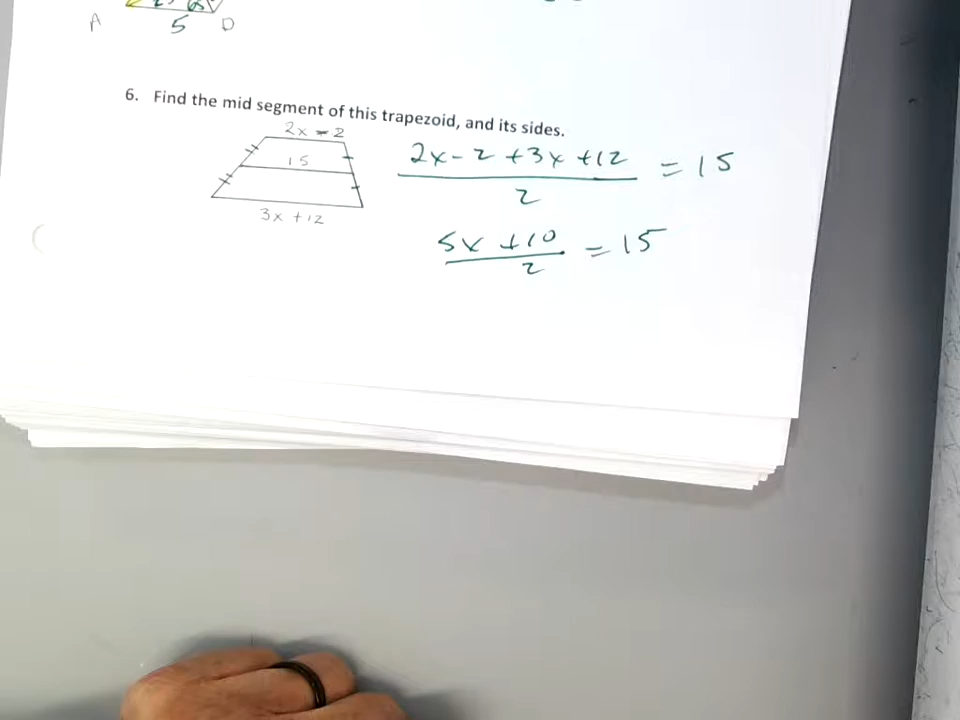 A 5 D
6. Find the mid segment of this trapezoid, and its sides.
2x - 2
15
3x + 12
2x - 2 + 3x + 12 = 15
2
5x + 10 = 15
2